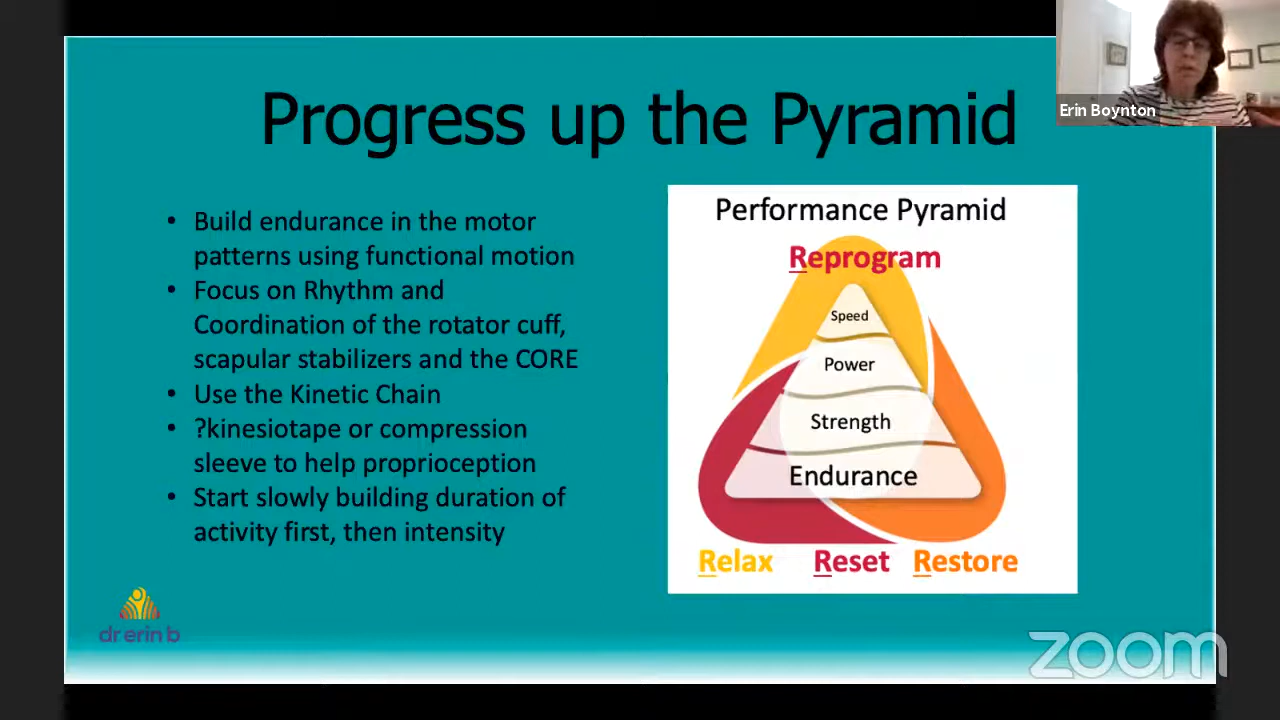 Progress up the Pyramid
Erin Boynton
• Build endurance in the motor
patterns using functional motion
• Focus on Rhythm and
Coordination of the rotator cuff,
scapular stabilizers and the CORE
• Use the Kinetic Chain
• ?kinesiotape or compression
sleeve to help proprioception
• Start slowly building duration of
activity first, then intensity
Performance Pyramid
Reprogram
Speed
Power
Strength
Endurance
Relax Reset Restore
dr erin b
zoom